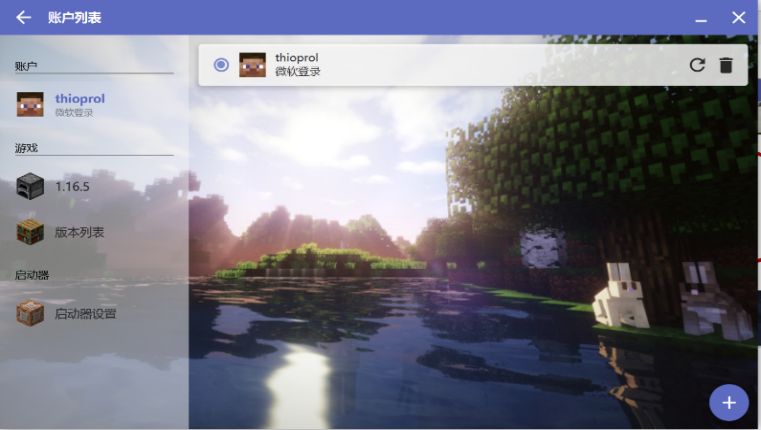 账户列表
账户
thioprol
微软登录
游戏
1.16.5
版本列表
启动器
启动器设置
thioprol
微软登录